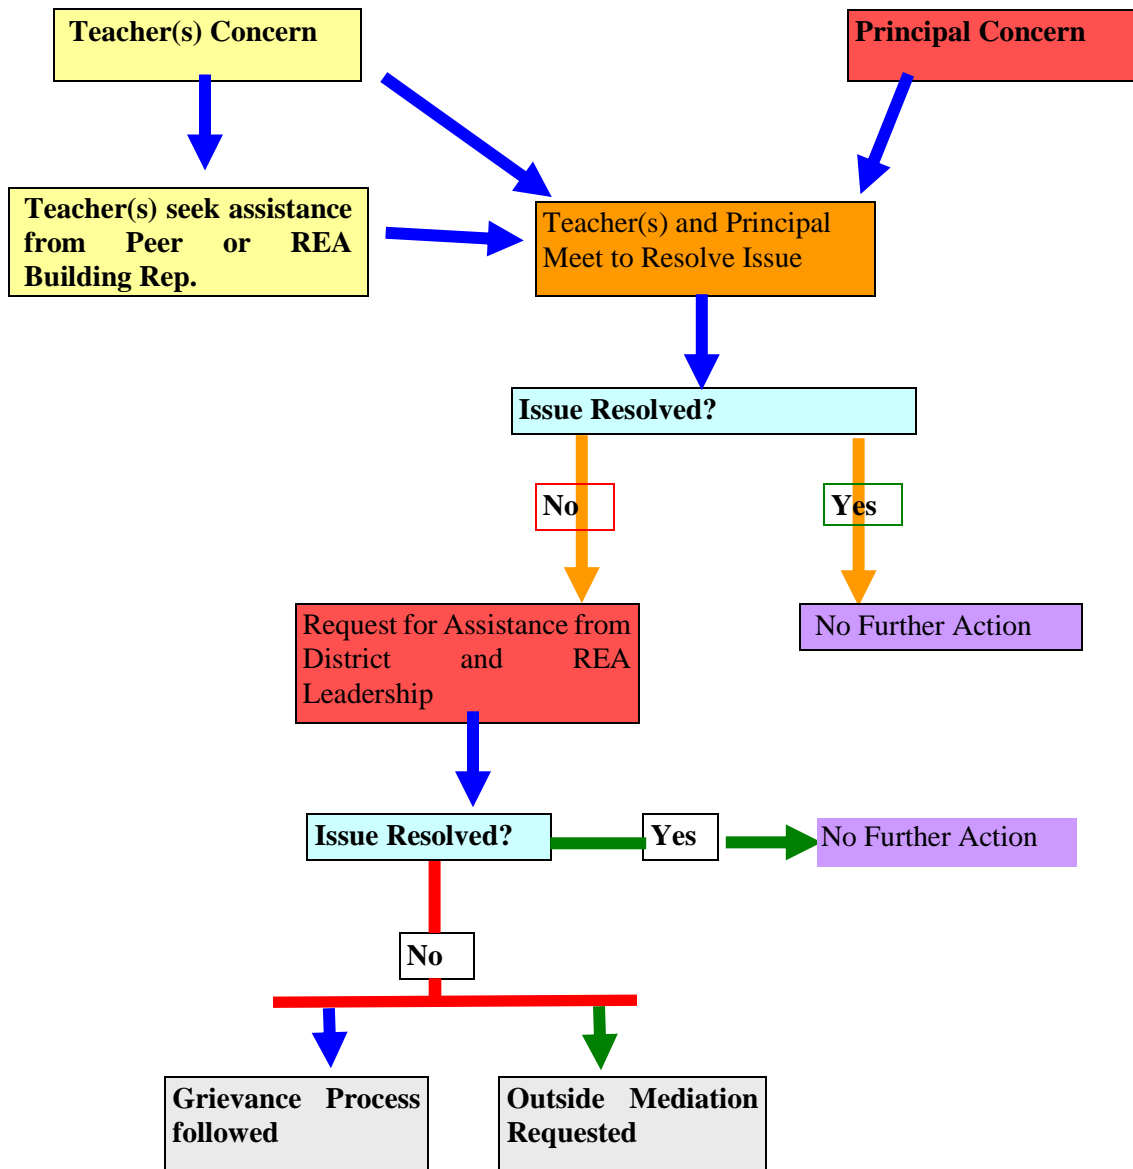 Teacher(s) Concern
Principal Concern
Teacher(s) seek assistance
from Peer or REA
Building Rep.
Teacher(s) and Principal
Meet to Resolve Issue
Issue Resolved?
No
Yes
Request for Assistance from
District and REA
Leadership
No Further Action
Issue Resolved?
Yes
No Further Action
No
Grievance Process
followed
Outside Mediation
Requested